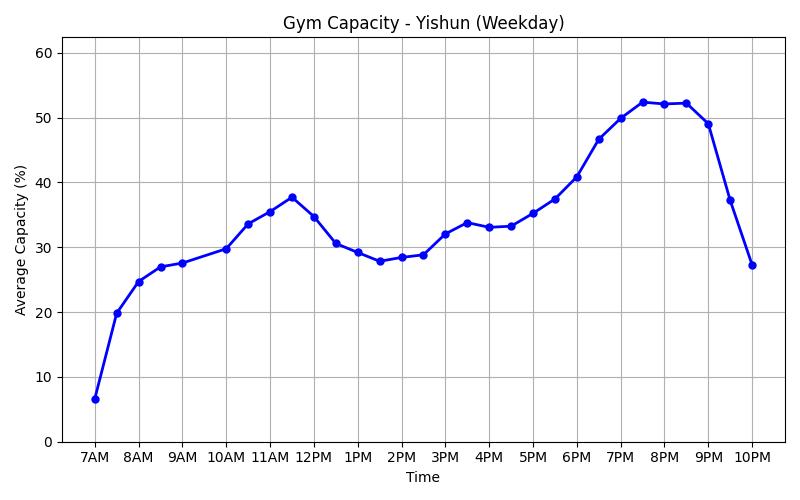 Gym Capacity - Yishun (Weekday)
Average Capacity (%)
60
50
40
30
20
10
0
7AM 8AM 9AM 10AM 11AM 12PM 1PM 2PM 3PM 4PM 5PM 6PM 7PM 8PM 9PM 10PM
Time